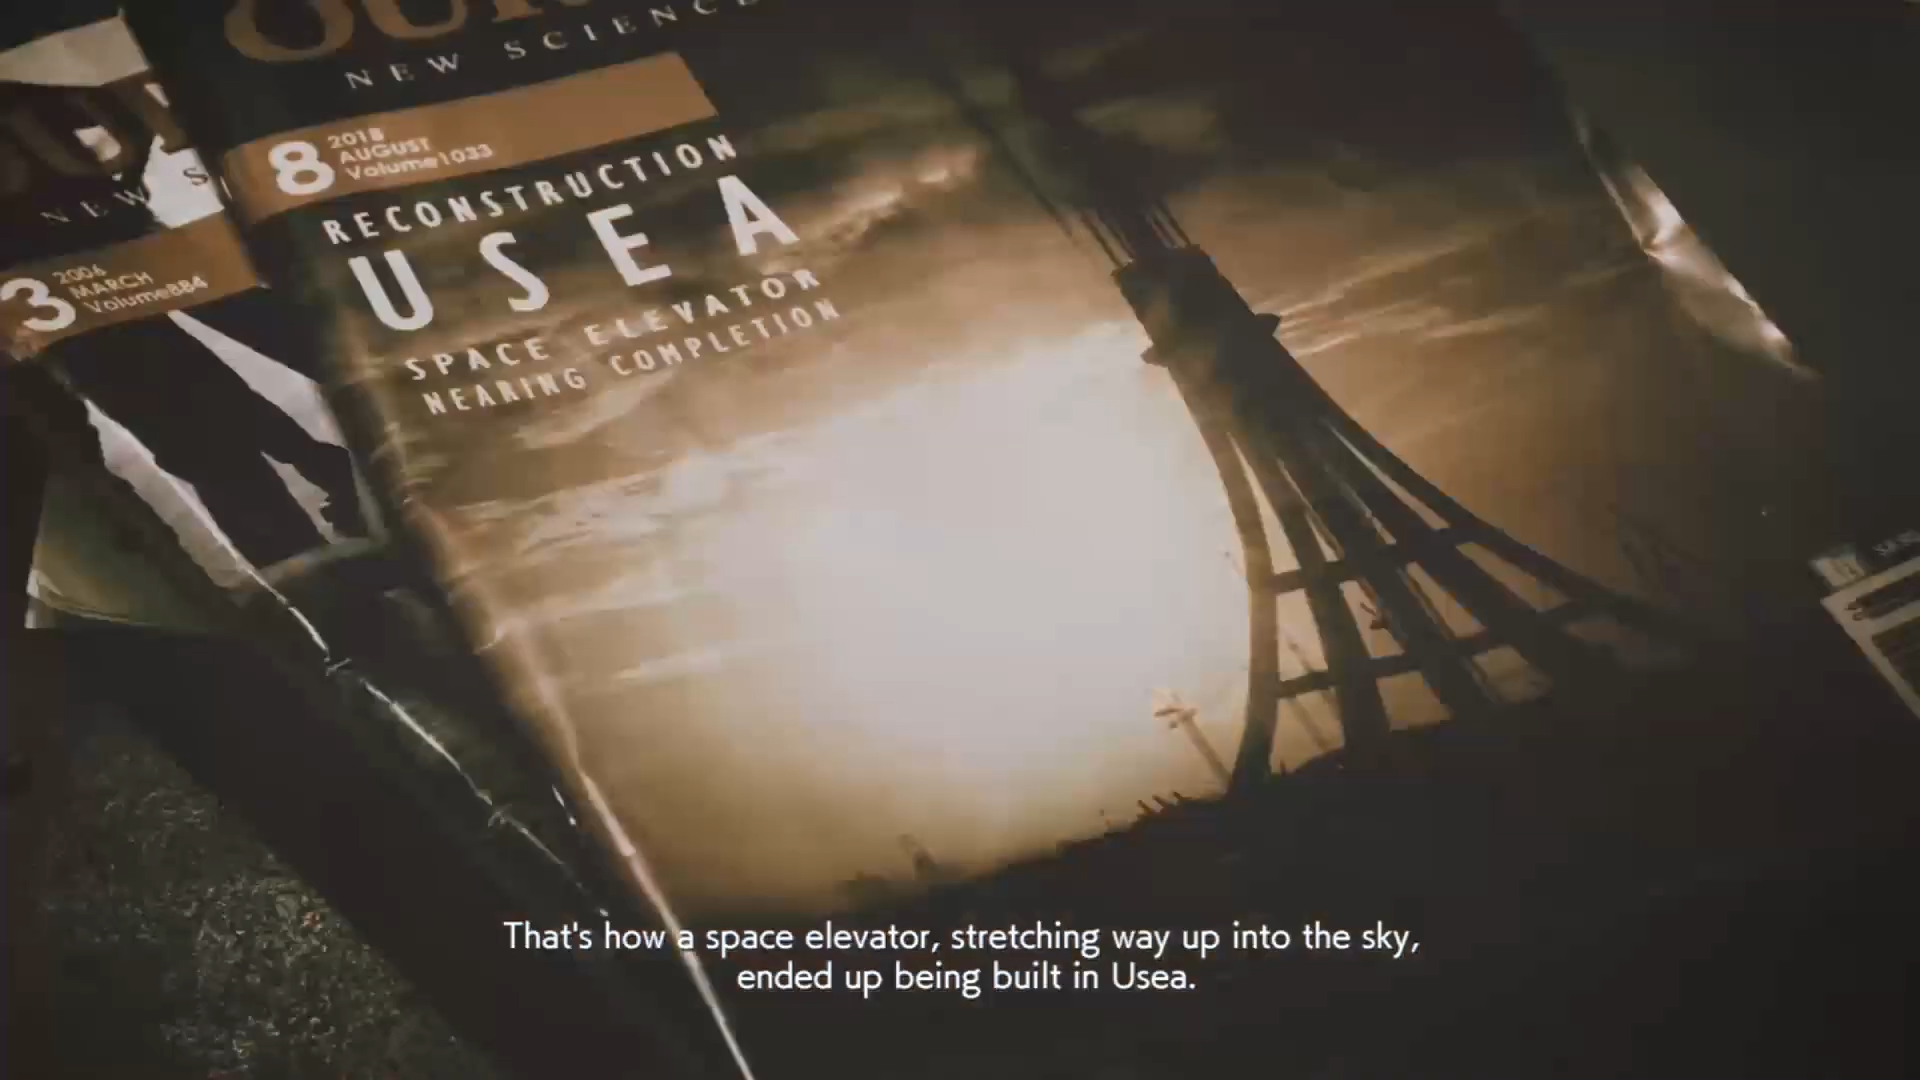 NEW SCIENCE
8
2018
AUGUST
Volume1033
RECONSTRUCTION
USEA
SPACE ELEVATOR
NEARING COMPLETION
NEW S
3
2006
MARCH
Volume884
That's how a space elevator, stretching way up into the sky,
ended up being built in Usea.